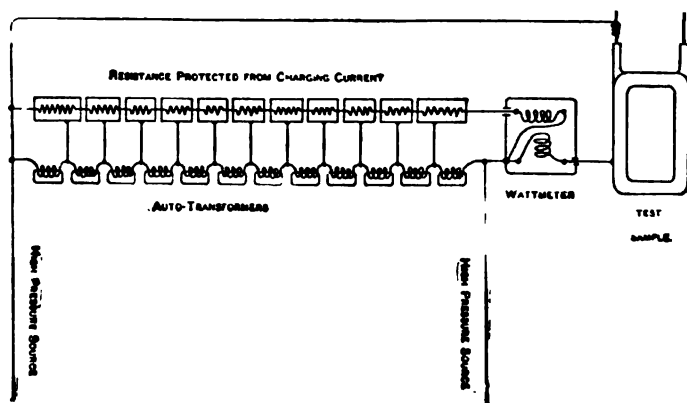 RESISTANCE PROTECTED FROM CHARGING CURRENT
AUTO-TRANSFORMERS
WATTMETER
TEST
SAMPLE
HIGH PRESSURE SOURCE
HIGH PRESSURE SOURCE